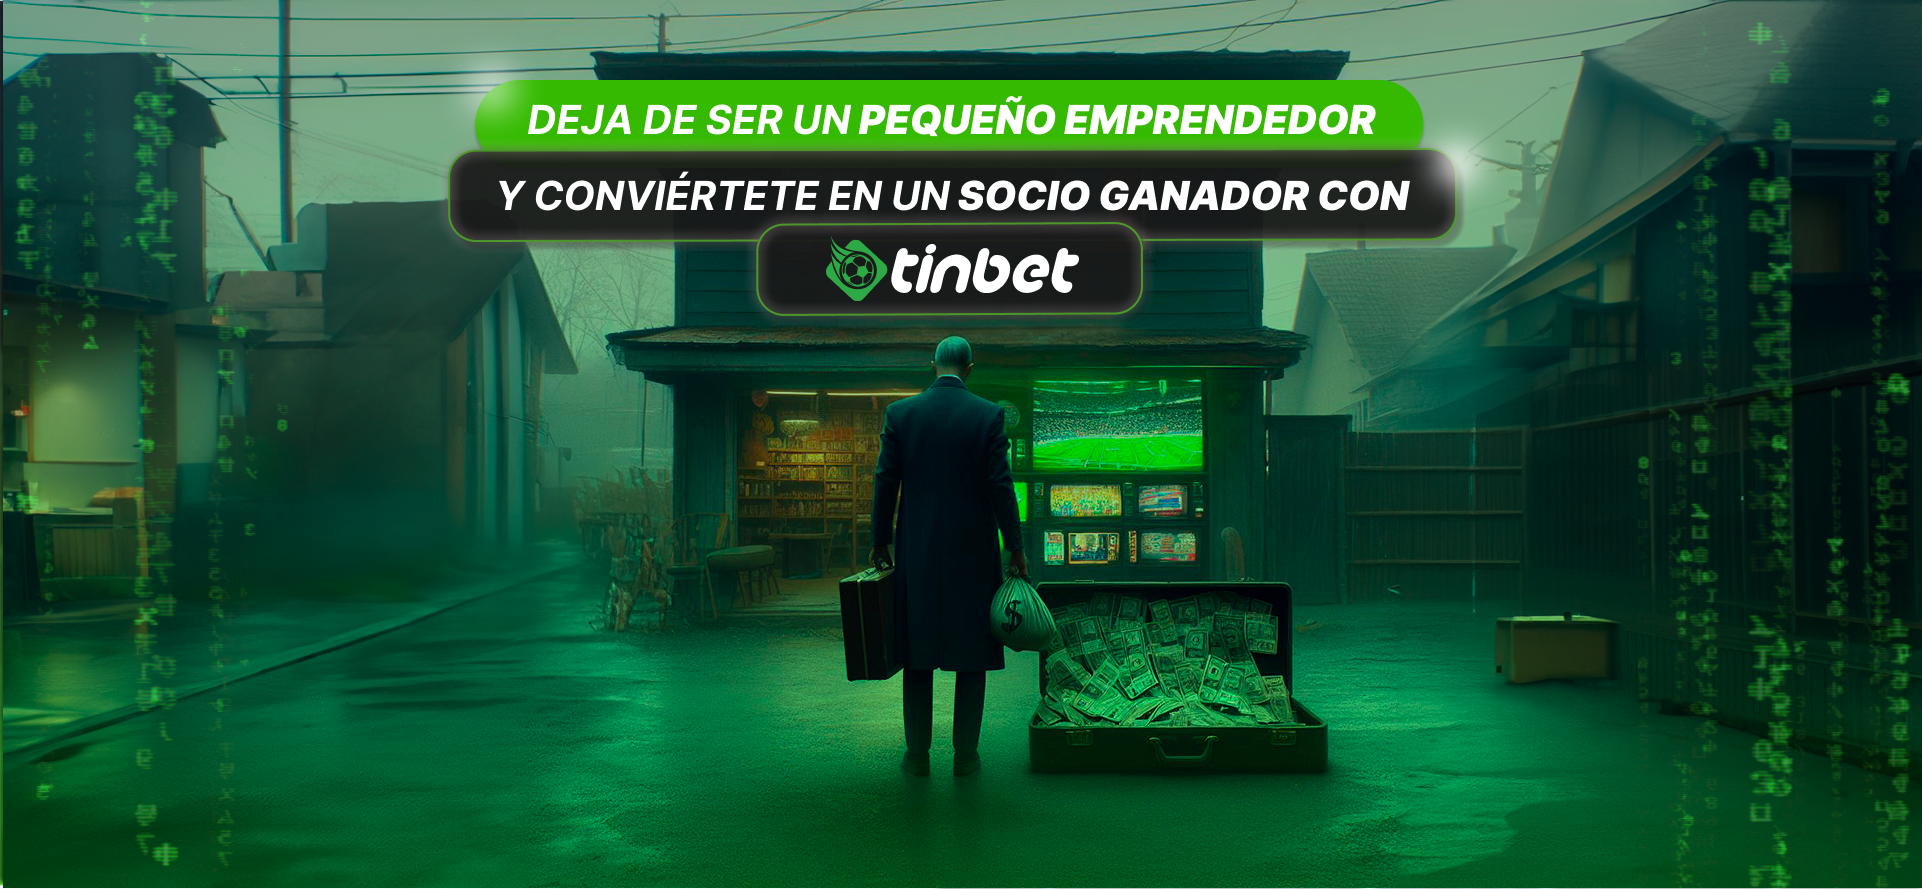 DEJA DE SER UN PEQUEÑO EMPRENDEDOR
Y CONVIÉRTETE EN UN SOCIO GANADOR CON
tinbet
$